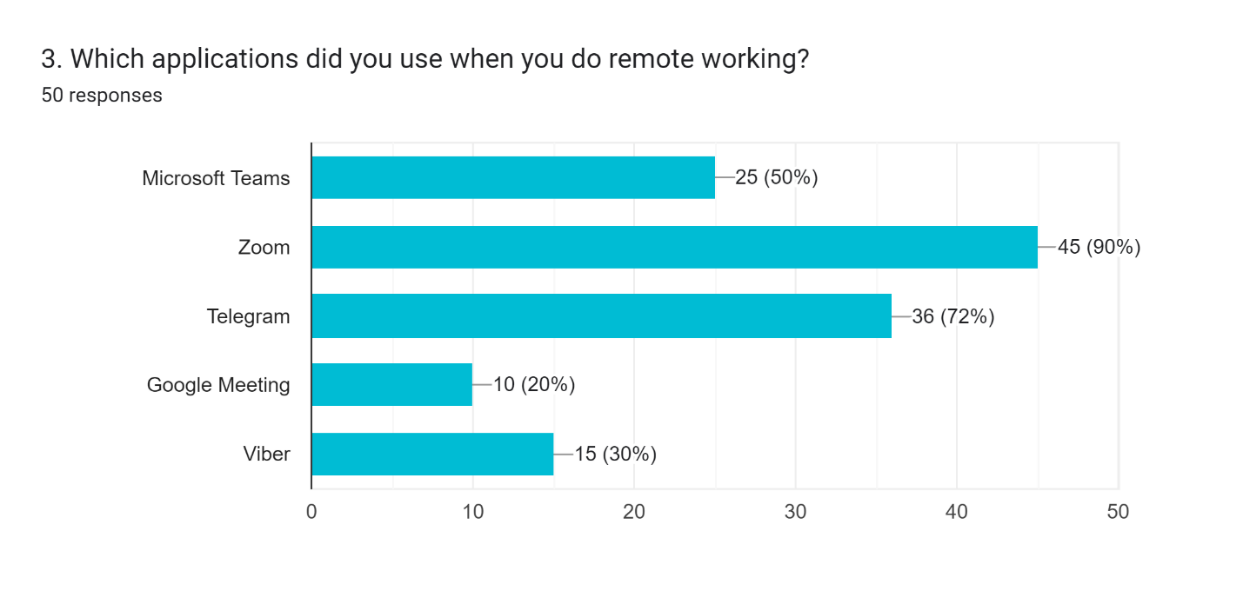 3. Which applications did you use when you do remote working?
50 responses
Microsoft Teams 25 (50%)
Zoom 45 (90%)
Telegram 36 (72%)
Google Meeting 10 (20%)
Viber 15 (30%)
0 10 20 30 40 50